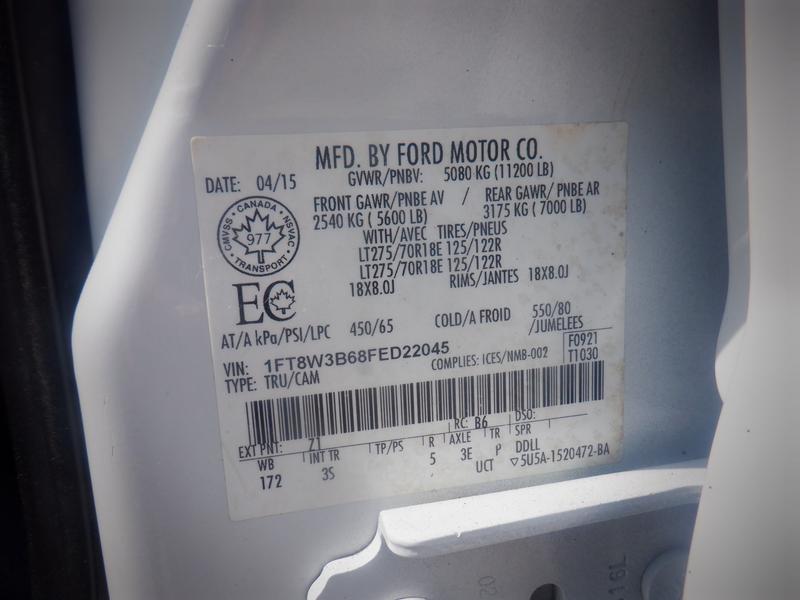 MFD. BY FORD MOTOR CO.
DATE: 04/15
GVWR/PNBV: 5080 KG (11200 LB)
FRONT GAWR/PNBE AV / REAR GAWR/ PNBE AR
2540 KG ( 5600 LB) 3175 KG ( 7000 LB)
CMVSS • CANADA • NSVAC
977
TRANSPORT
WITH/AVEC TIRES/PNEUS
LT275/70R18E 125/122R
LT275/70R18E 125/122R
18X8.0J RIMS/JANTES 18X8.0J
EC
AT/A kPa/PSI/LPC 450/65 COLD/A FROID 550/80
/JUMELEES
VIN: 1FT8W3B68FED22045 COMPLIES: ICES/NMB-002
F0921
T1030
TYPE: TRU/CAM
EXT PNT: Z1 RC: B6 DSO:
WB INT TR TP/PS R AXLE TR SPR
172 3S 5 3E P DDLL
UCT ▽5U5A-1520472-BA
02
16L